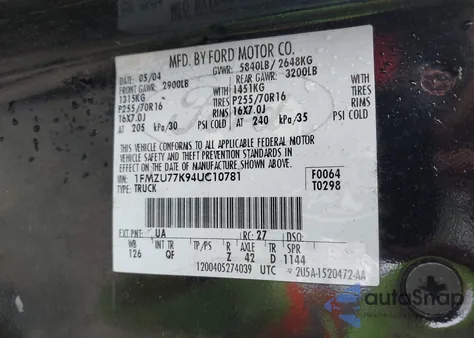 MFD. BY FORD MOTOR CO.
DATE: 05/04 GVWR: 5840LB / 2648KG
FRONT GAWR: 2900LB REAR GAWR: 3200LB
1315KG 1451KG
P255/70R16 TIRES P255/70R16 TIRES
16X7.0J RIMS 16X7.0J RIMS
AT 205 kPa/30 PSI COLD AT 240 kPa/35 PSI COLD
THIS VEHICLE CONFORMS TO ALL APPLICABLE FEDERAL MOTOR
VEHICLE SAFETY AND THEFT PREVENTION STANDARDS IN
EFFECT ON THE DATE OF MANUFACTURE SHOWN ABOVE.
VIN: 1FMZU77K94UC10781 F0064
TYPE: TRUCK T0298
EXT PNT: UA RC: 27 DSO:
WB INT TR TP/PS R AXLE TR SPR
126 QF Z 42 D 1144
1200405274039 UTC 2U5A-1520472-AA
autoSnap